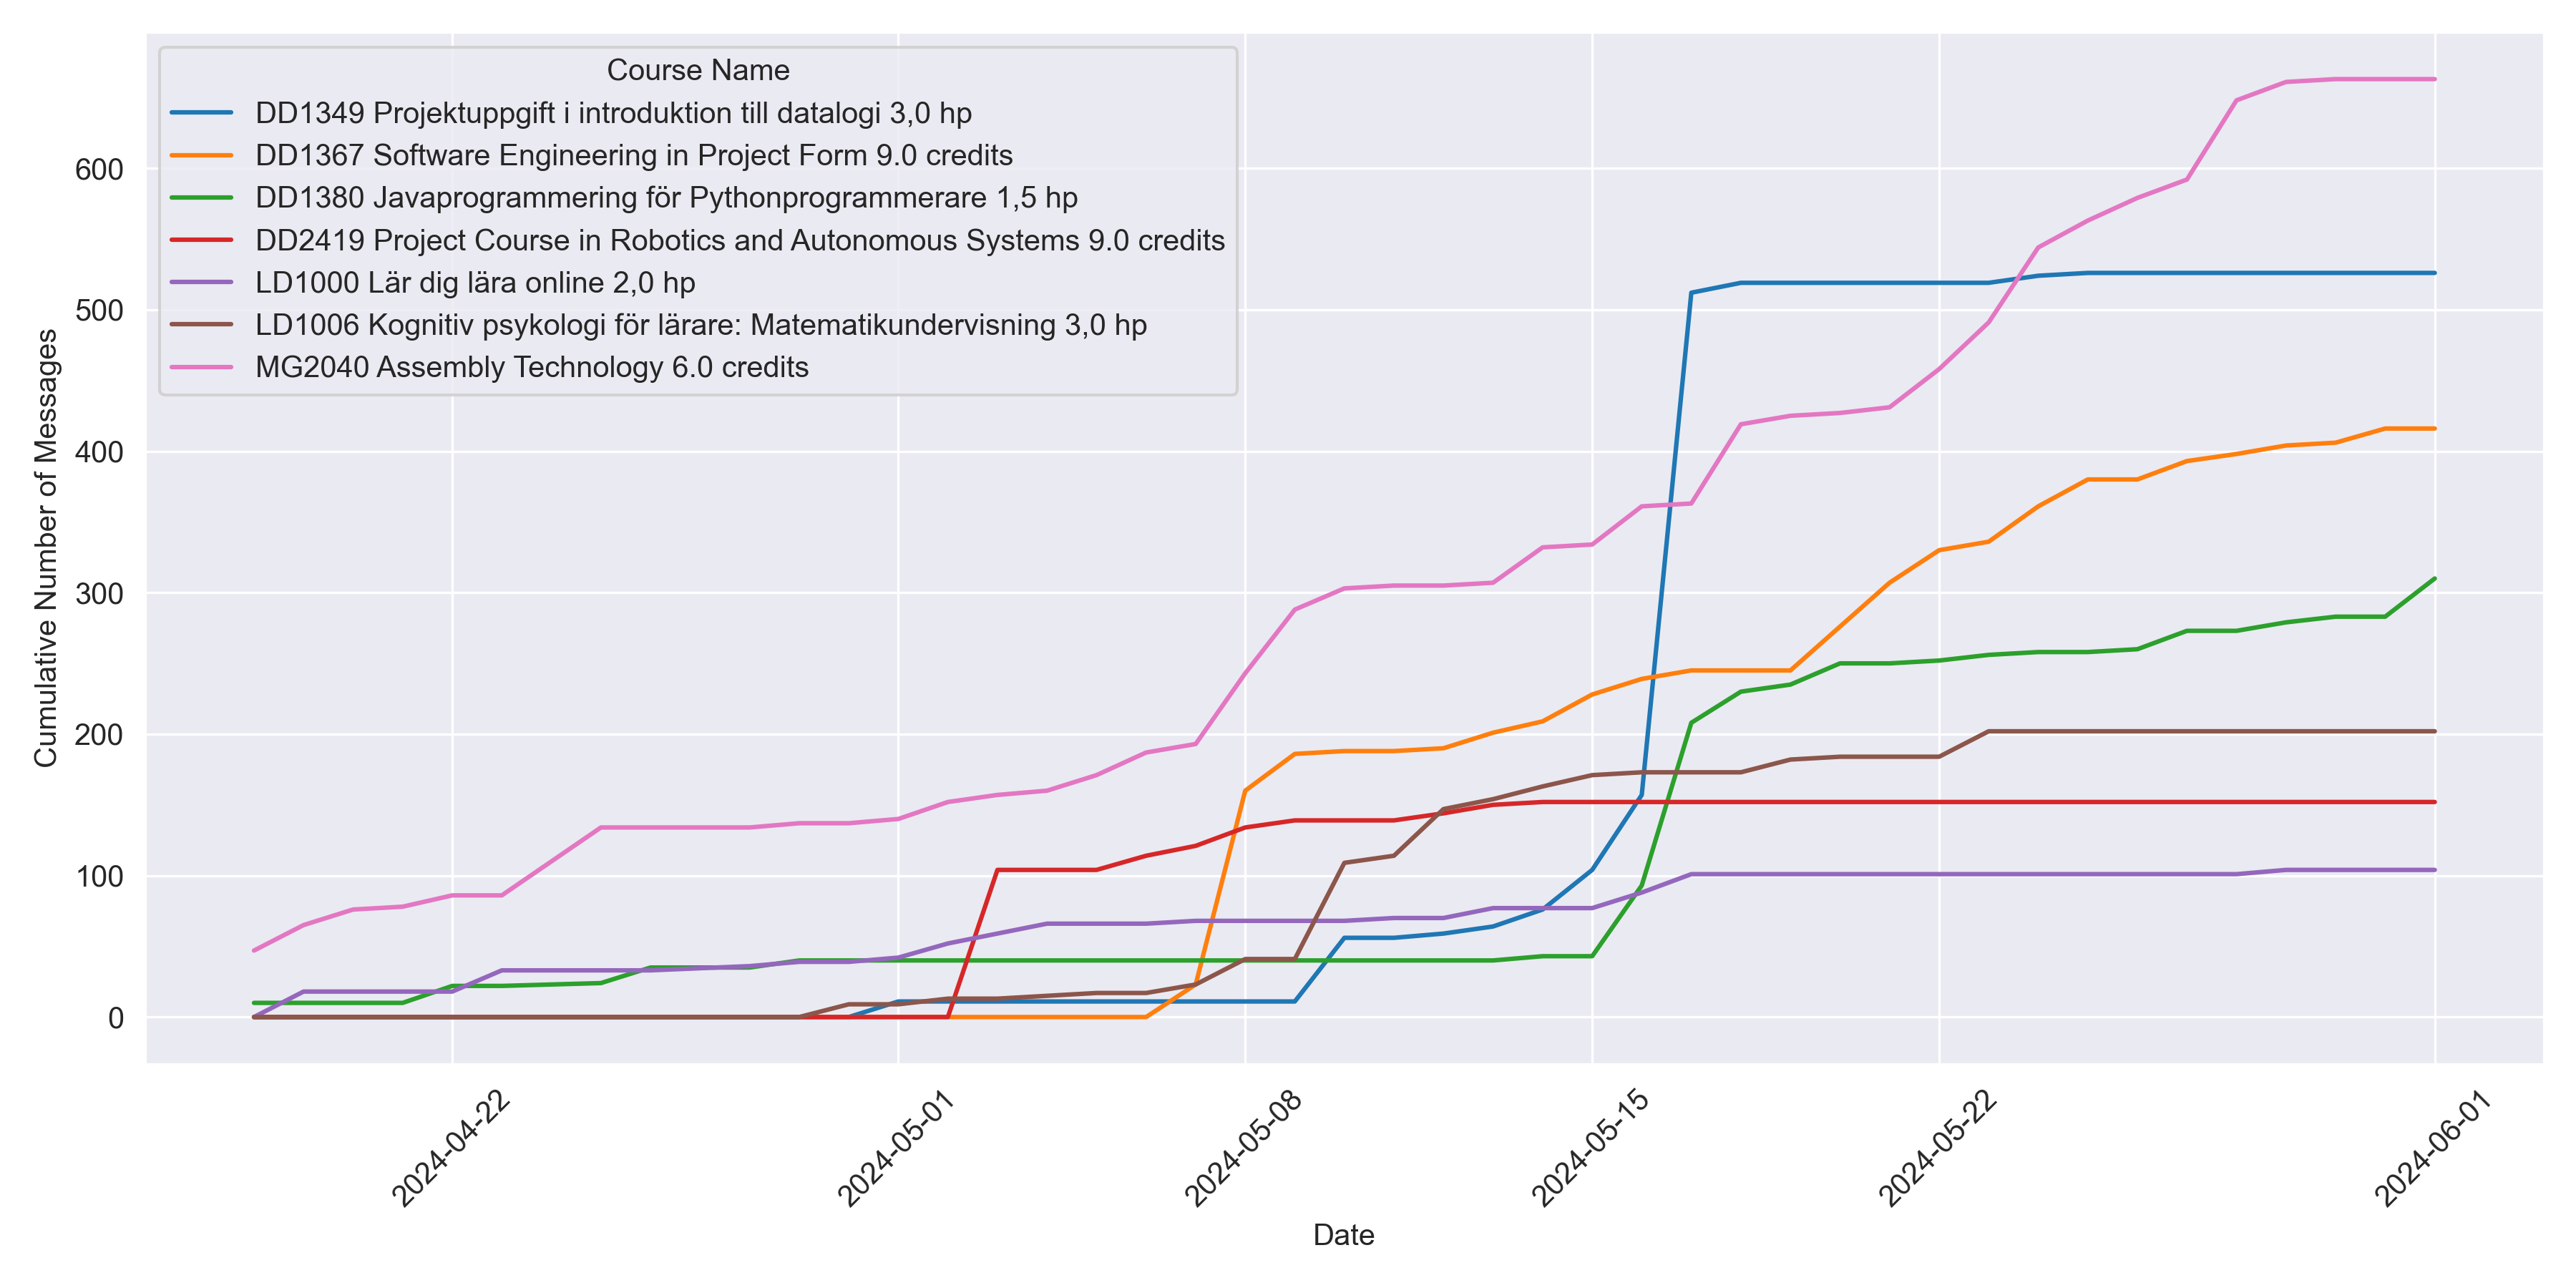 Course Name
DD1349 Projektuppgift i introduktion till datalogi 3,0 hp
DD1367 Software Engineering in Project Form 9.0 credits
DD1380 Javaprogrammering för Pythonprogrammerare 1,5 hp
DD2419 Project Course in Robotics and Autonomous Systems 9.0 credits
LD1000 Lär dig lära online 2,0 hp
LD1006 Kognitiv psykologi för lärare: Matematikundervisning 3,0 hp
MG2040 Assembly Technology 6.0 credits
Cumulative Number of Messages
600
500
400
300
200
100
0
2024-04-22
2024-05-01
2024-05-08
2024-05-15
2024-05-22
2024-06-01
Date